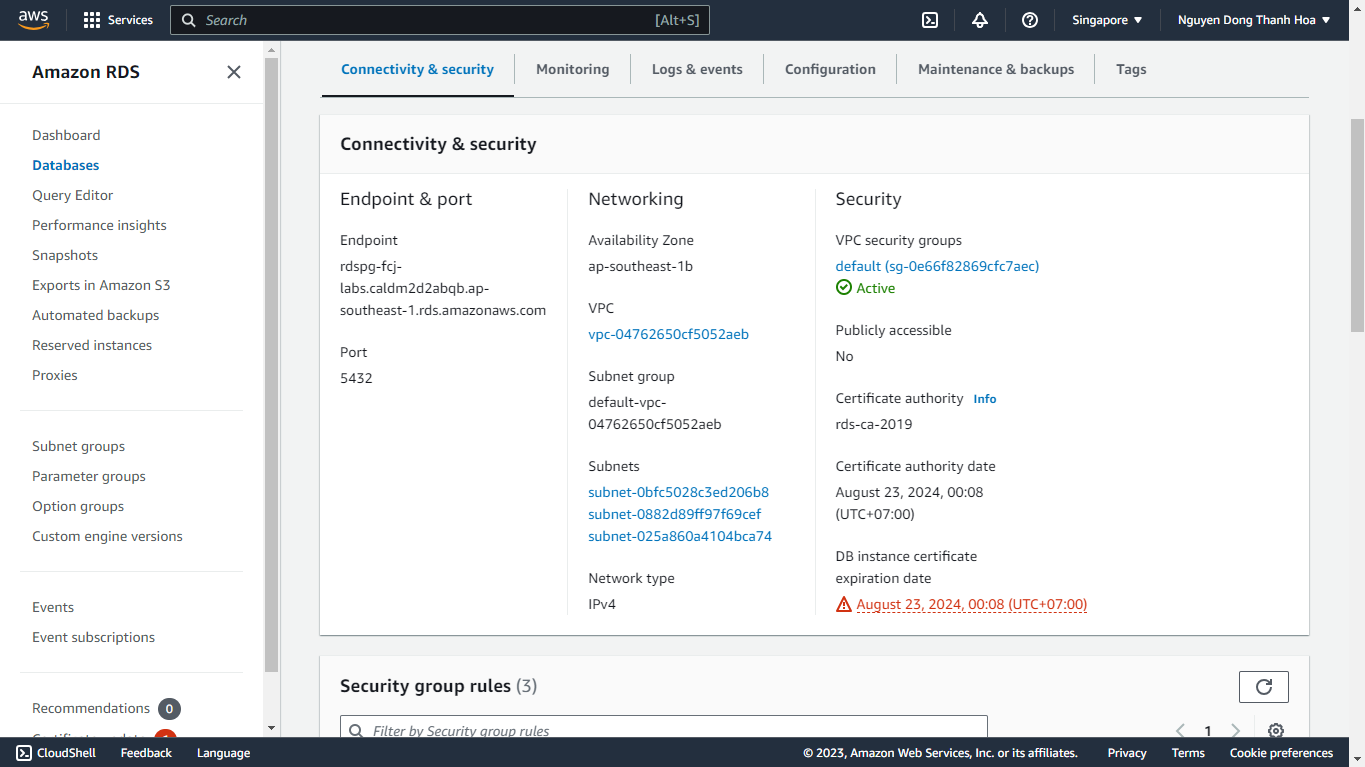 aws
Services
Search
[Alt+S]
Singapore
Nguyen Dong Thanh Hoa
Amazon RDS
Dashboard
Databases
Query Editor
Performance insights
Snapshots
Exports in Amazon S3
Automated backups
Reserved instances
Proxies
Subnet groups
Parameter groups
Option groups
Custom engine versions
Events
Event subscriptions
Recommendations 0
Connectivity & security
Monitoring
Logs & events
Configuration
Maintenance & backups
Tags
Connectivity & security
Endpoint & port
Endpoint
rdspg-fcj-
labs.caldm2d2abqb.ap-
southeast-1.rds.amazonaws.com
Port
5432
Networking
Availability Zone
ap-southeast-1b
VPC
vpc-04762650cf5052aeb
Subnet group
default-vpc-
04762650cf5052aeb
Subnets
subnet-0bfc5028c3ed206b8
subnet-0882d89ff97f69cef
subnet-025a860a4104bca74
Network type
IPv4
Security
VPC security groups
default (sg-0e66f82869cfc7aec)
Active
Publicly accessible
No
Certificate authority Info
rds-ca-2019
Certificate authority date
August 23, 2024, 00:08
(UTC+07:00)
DB instance certificate
expiration date
August 23, 2024, 00:08 (UTC+07:00)
Security group rules (3)
Filter by Security group rules
1
CloudShell
Feedback
Language
© 2023, Amazon Web Services, Inc. or its affiliates.
Privacy
Terms
Cookie preferences